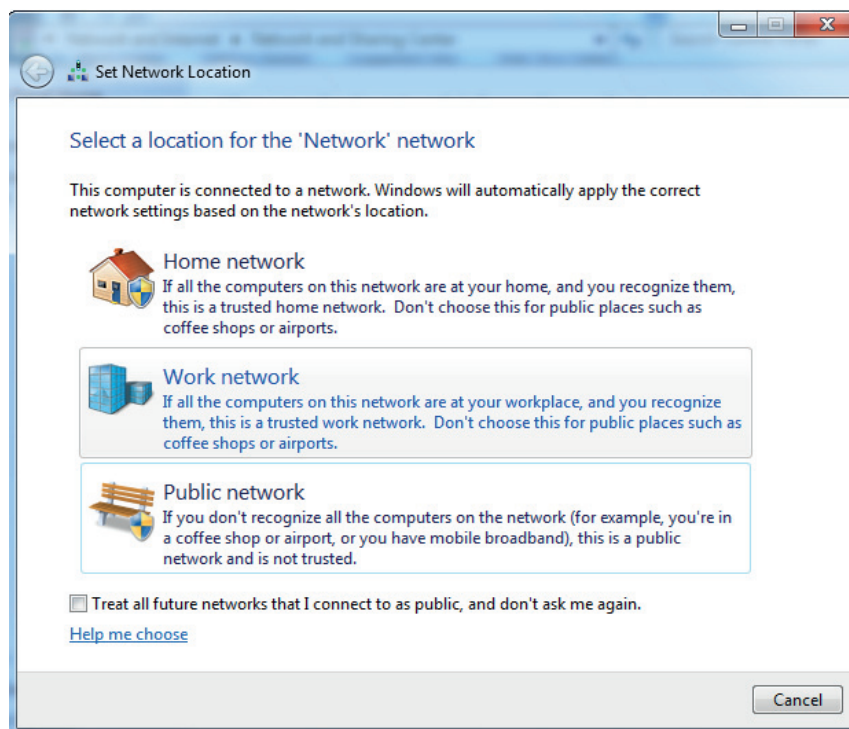 Set Network Location
Select a location for the 'Network' network
This computer is connected to a network. Windows will automatically apply the correct
network settings based on the network's location.
Home network
If all the computers on this network are at your home, and you recognize them,
this is a trusted home network.  Don't choose this for public places such as
coffee shops or airports.
Work network
If all the computers on this network are at your workplace, and you recognize
them, this is a trusted work network.  Don't choose this for public places such as
coffee shops or airports.
Public network
If you don't recognize all the computers on the network (for example, you're in
a coffee shop or airport, or you have mobile broadband), this is a public
network and is not trusted.
Treat all future networks that I connect to as public, and don't ask me again.
Help me choose
Cancel